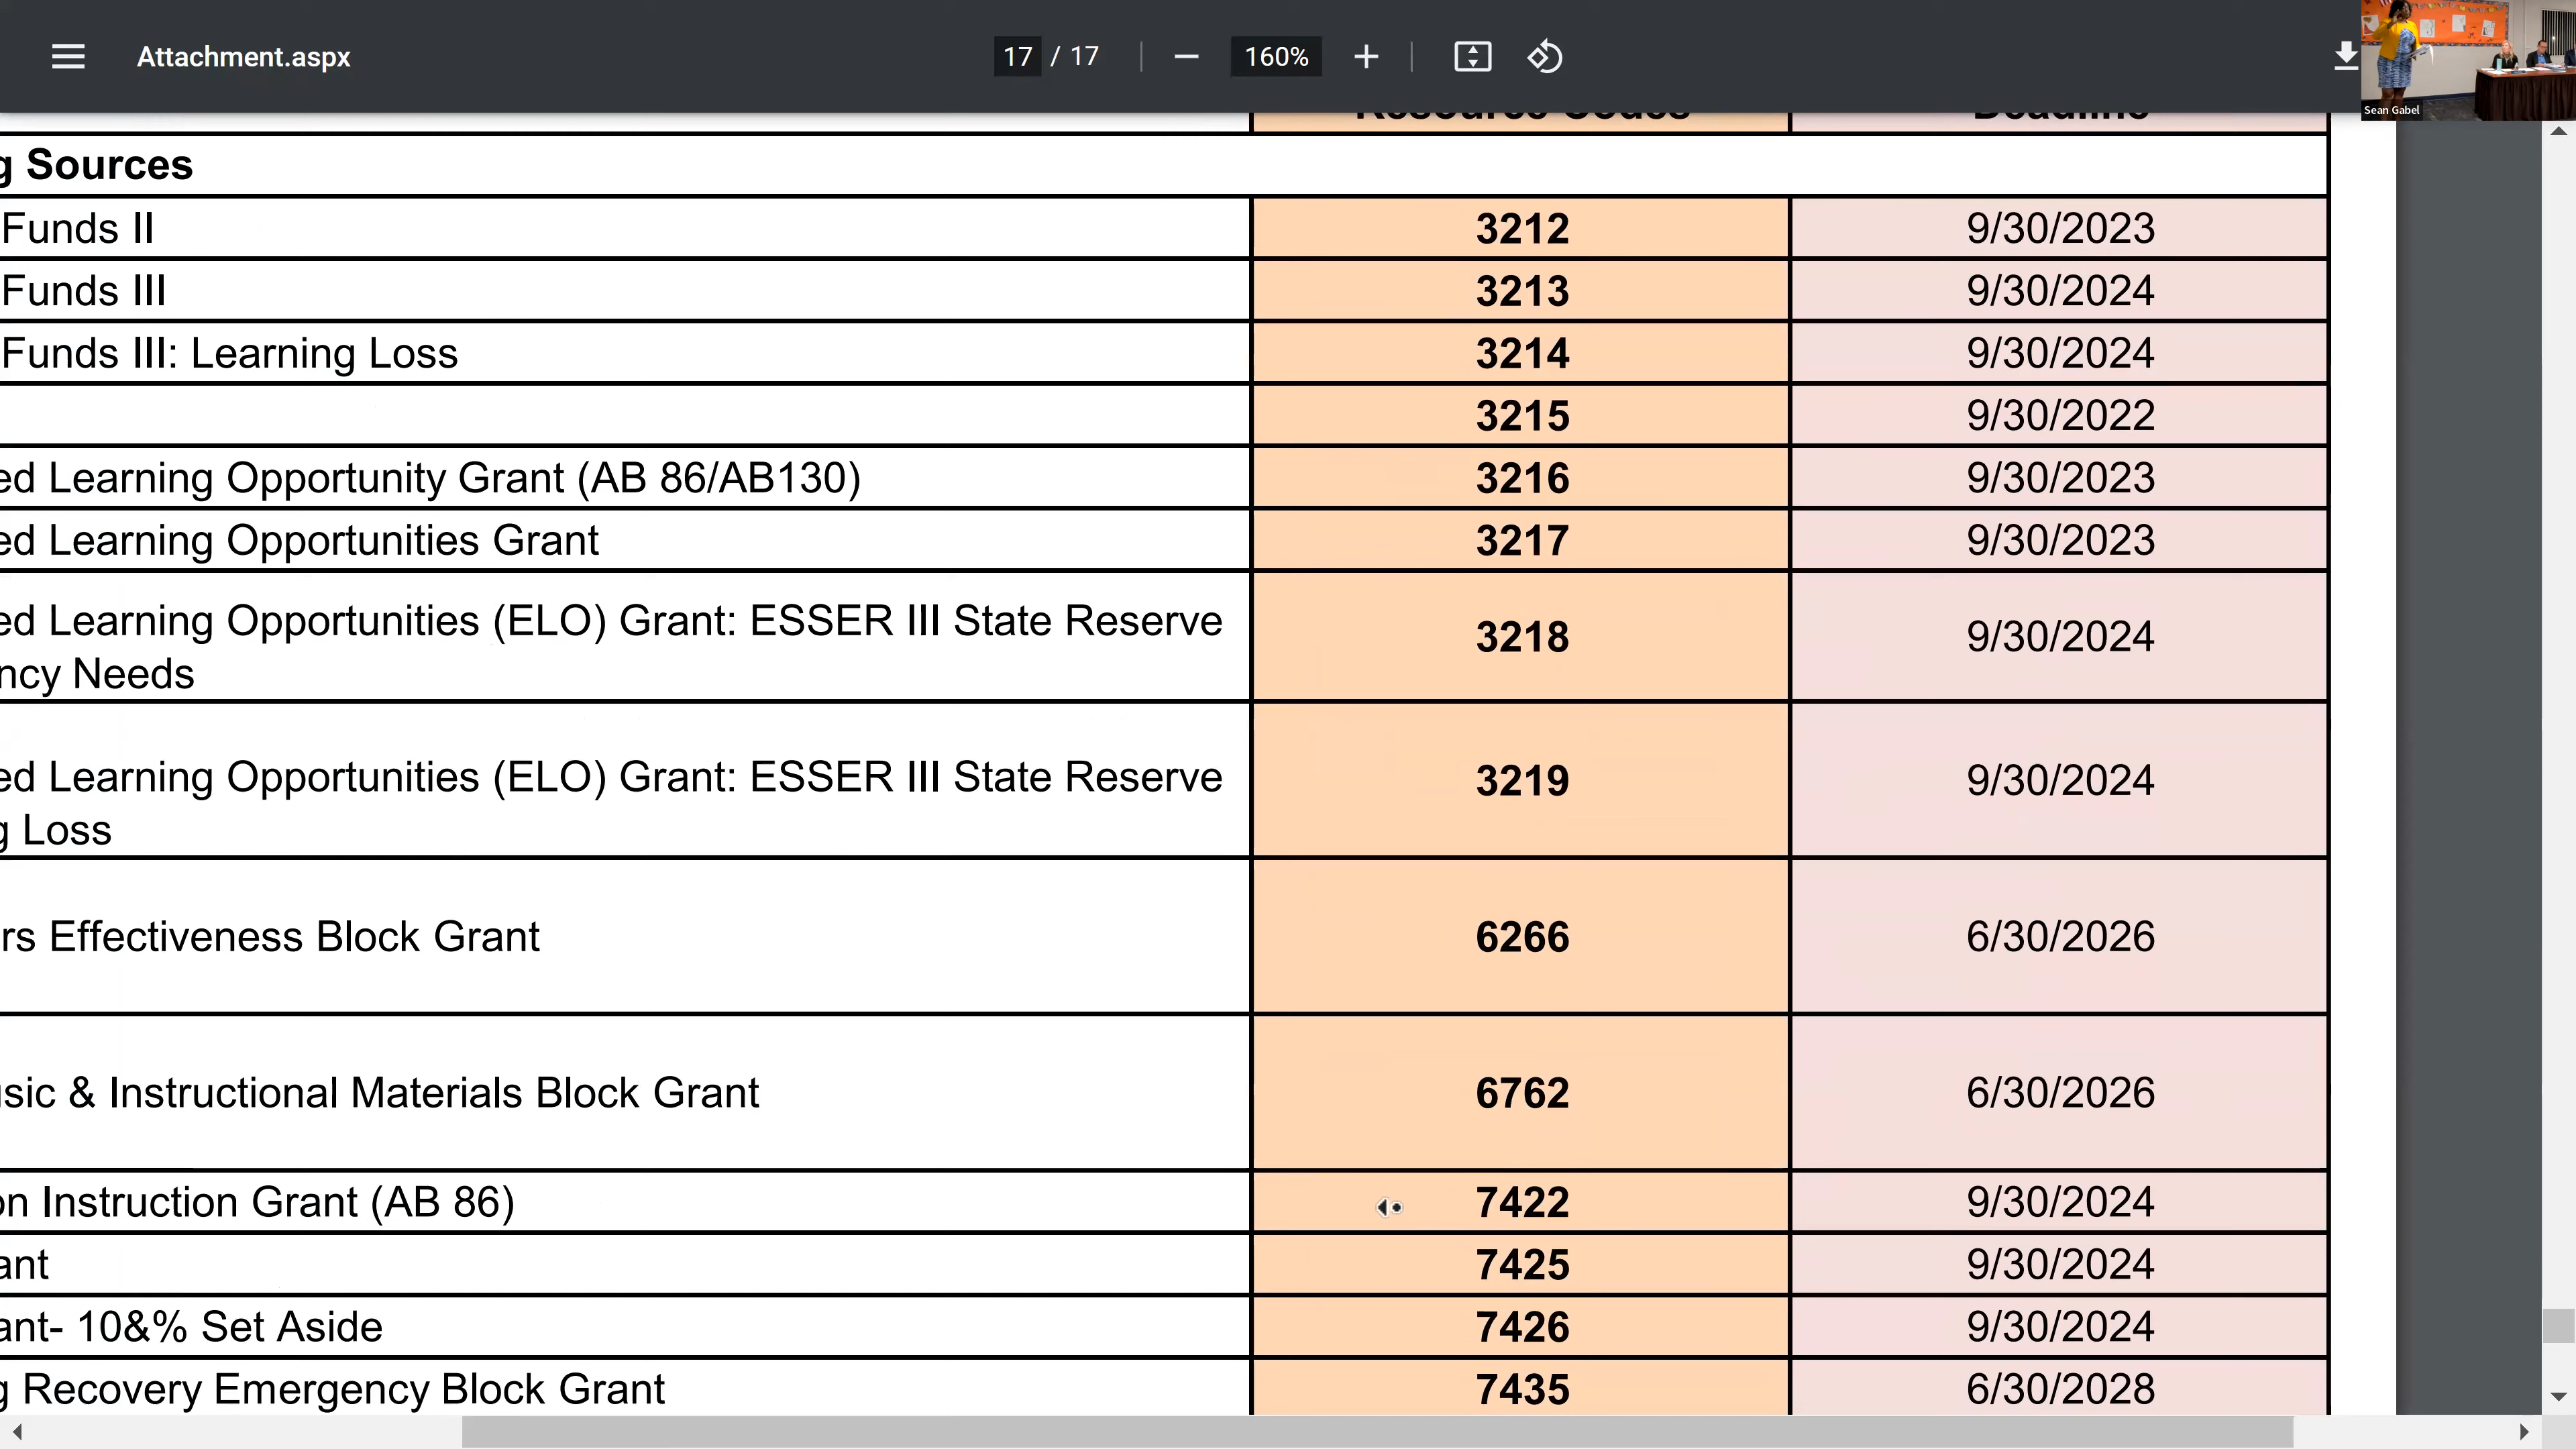 Attachment.aspx
17 / 17
160%
Sean Gabel
Resource Codes Deadline
g Sources
Funds II 3212 9/30/2023
Funds III 3213 9/30/2024
Funds III: Learning Loss 3214 9/30/2024
3215 9/30/2022
ed Learning Opportunity Grant (AB 86/AB130) 3216 9/30/2023
ed Learning Opportunities Grant 3217 9/30/2023
ed Learning Opportunities (ELO) Grant: ESSER III State Reserve
ncy Needs 3218 9/30/2024
ed Learning Opportunities (ELO) Grant: ESSER III State Reserve
g Loss 3219 9/30/2024
rs Effectiveness Block Grant 6266 6/30/2026
usic & Instructional Materials Block Grant 6762 6/30/2026
on Instruction Grant (AB 86) 7422 9/30/2024
ant 7425 9/30/2024
ant- 10&% Set Aside 7426 9/30/2024
g Recovery Emergency Block Grant 7435 6/30/2028